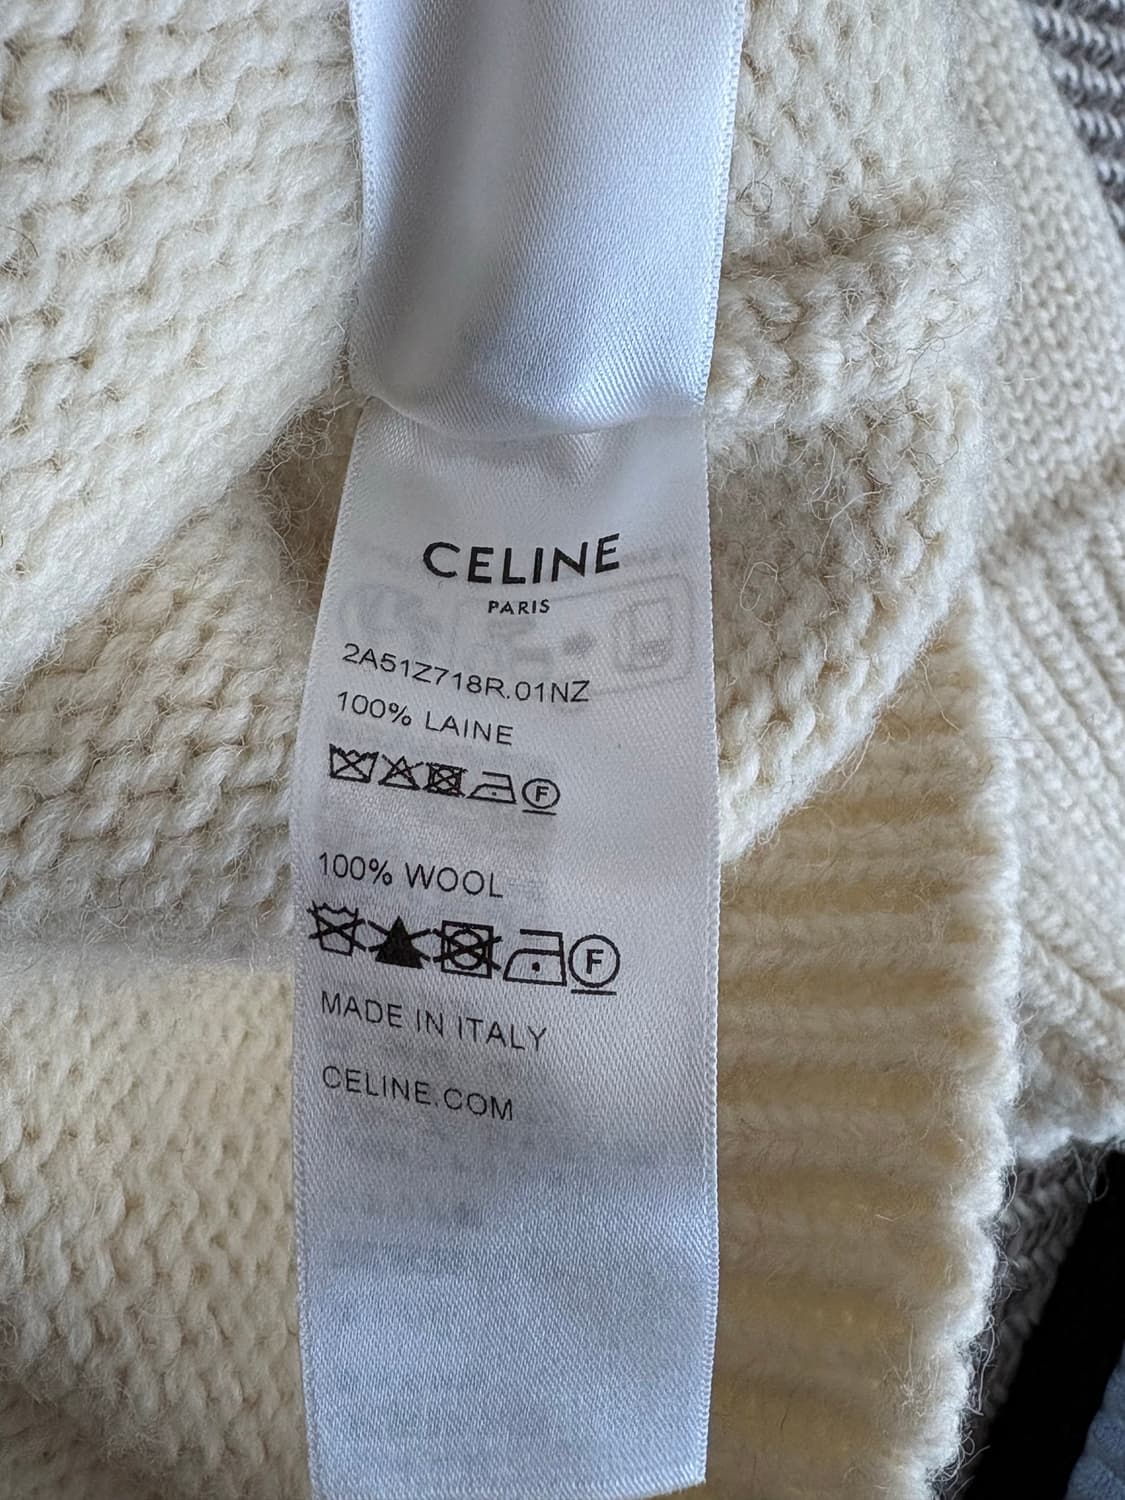 CELINE
PARIS
2A51Z718R.01NZ
100% LAINE
F
100% WOOL
F
MADE IN ITALY
CELINE.COM